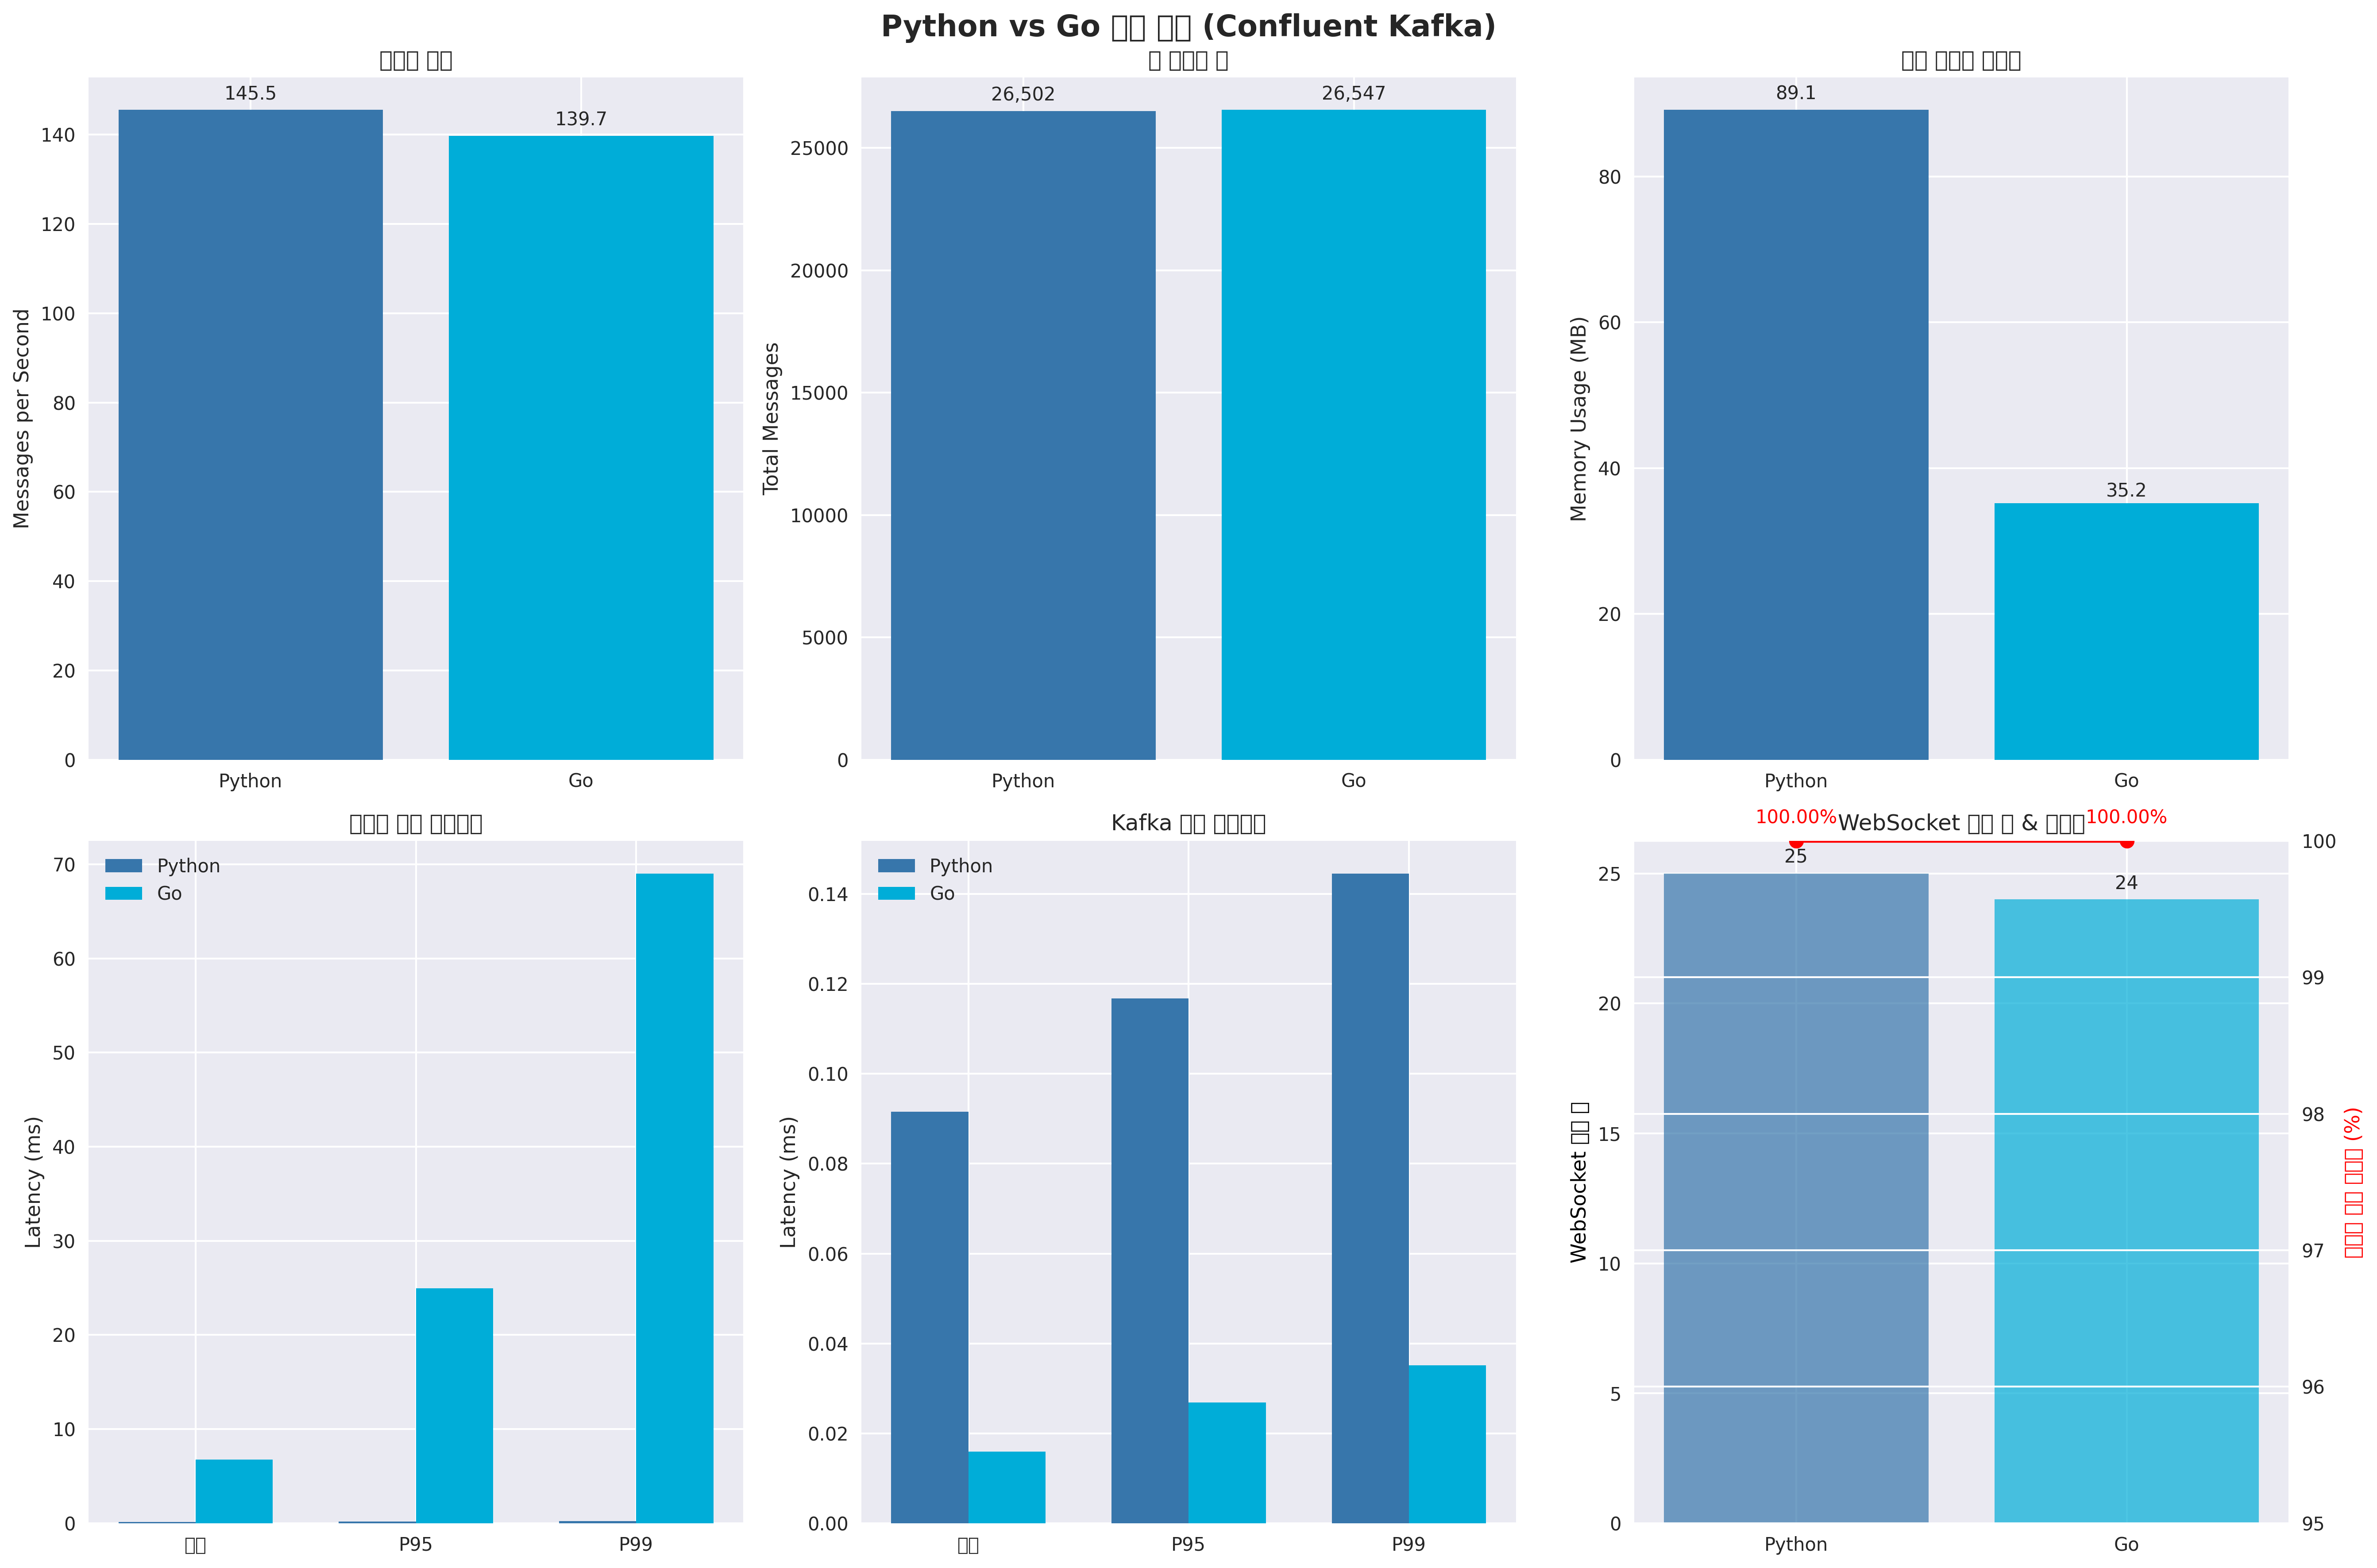 Python vs Go (Confluent Kafka)
145.5
139.7
Messages per Second
140
120
100
80
60
40
20
0
Python
Go
26,502
26,547
Total Messages
25000
20000
15000
10000
5000
0
Python
Go
89.1
35.2
Memory Usage (MB)
80
60
40
20
0
Python
Go
Python
Go
Latency (ms)
70
60
50
40
30
20
10
0
P95
P99
Kafka
Python
Go
Latency (ms)
0.14
0.12
0.10
0.08
0.06
0.04
0.02
0.00
P95
P99
WebSocket &
100.00%
100.00%
25
24
WebSocket
25
20
15
10
5
0
Python
Go
100
99
98
97
96
95
(%)